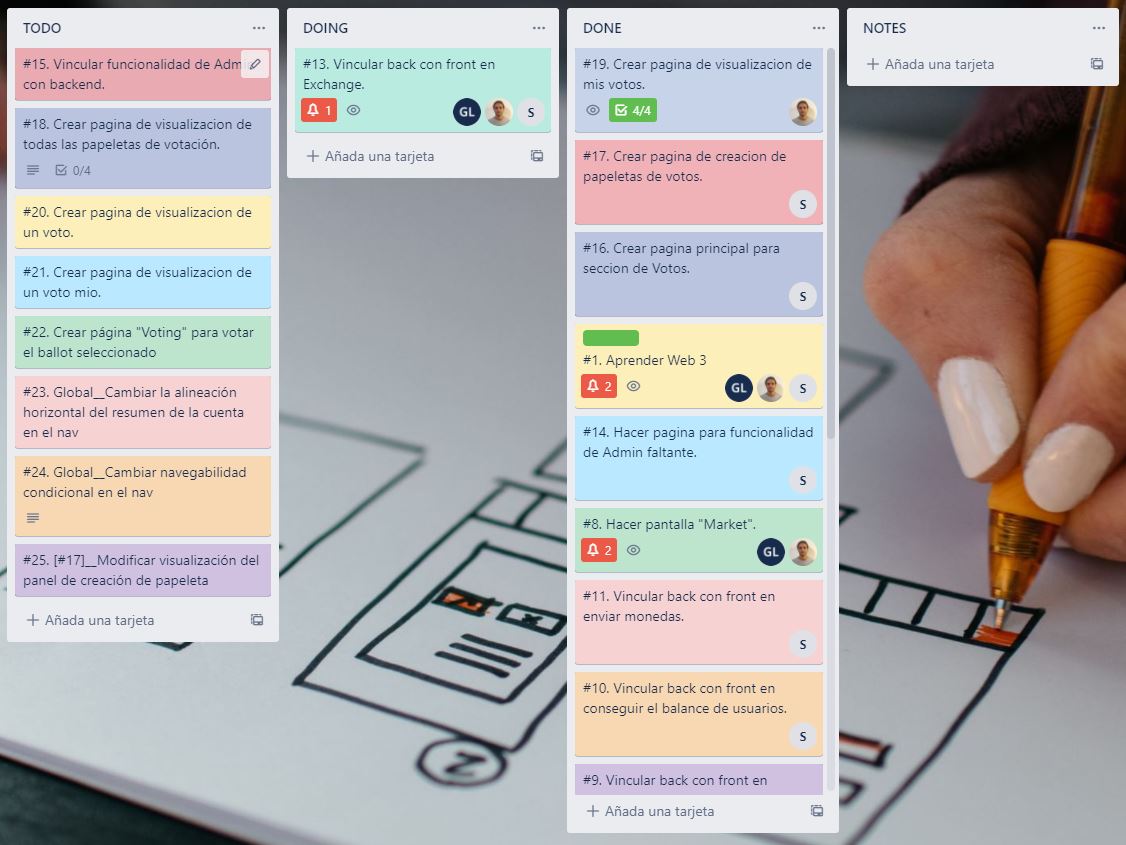 TODO
#15. Vincular funcionalidad de Adm
con backend.
#18. Crear pagina de visualizacion de
todas las papeletas de votación.
0/4
#20. Crear pagina de visualizacion de
un voto.
#21. Crear pagina de visualizacion de
un voto mio.
#22. Crear página "Voting" para votar
el ballot seleccionado
#23. Global__Cambiar la alineación
horizontal del resumen de la cuenta
en el nav
#24. Global__Cambiar navegabilidad
condicional en el nav
#25. [#17]__Modificar visualización del
panel de creación de papeleta
Añada una tarjeta
DOING
#13. Vincular back con front en
Exchange.
1
GL
S
Añada una tarjeta
DONE
#19. Crear pagina de visualizacion de
mis votos.
4/4
#17. Crear pagina de creacion de
papeletas de votos.
S
#16. Crear pagina principal para
seccion de Votos.
S
#1. Aprender Web 3
2
GL
S
#14. Hacer pagina para funcionalidad
de Admin faltante.
S
#8. Hacer pantalla "Market".
2
GL
#11. Vincular back con front en
enviar monedas.
S
#10. Vincular back con front en
conseguir el balance de usuarios.
S
#9. Vincular back con front en
Añada una tarjeta
NOTES
Añada una tarjeta
2